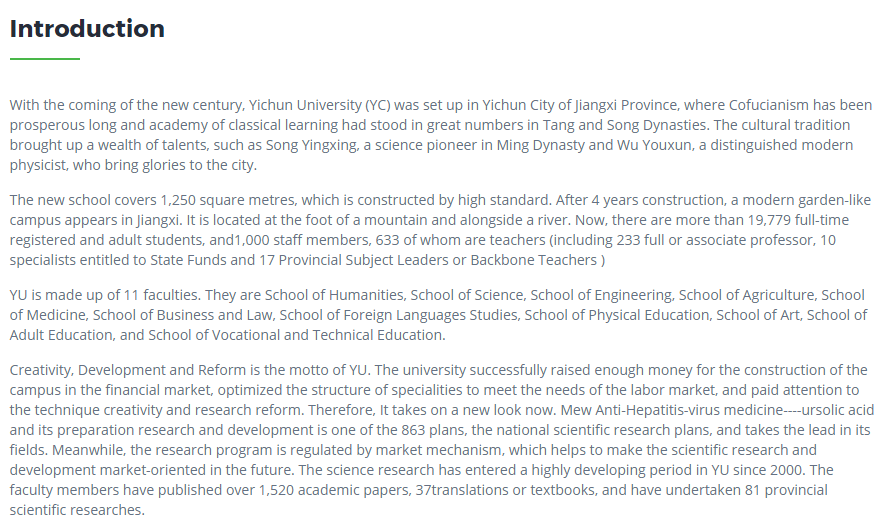 Introduction
With the coming of the new century, Yichun University (YC) was set up in Yichun City of Jiangxi Province, where Cofucianism has been
prosperous long and academy of classical learning had stood in great numbers in Tang and Song Dynasties. The cultural tradition
brought up a wealth of talents, such as Song Yingxing, a science pioneer in Ming Dynasty and Wu Youxun, a distinguished modern
physicist, who bring glories to the city.
The new school covers 1,250 square metres, which is constructed by high standard. After 4 years construction, a modern garden-like
campus appears in Jiangxi. It is located at the foot of a mountain and alongside a river. Now, there are more than 19,779 full-time
registered and adult students, and1,000 staff members, 633 of whom are teachers (including 233 full or associate professor, 10
specialists entitled to State Funds and 17 Provincial Subject Leaders or Backbone Teachers )
YU is made up of 11 faculties. They are School of Humanities, School of Science, School of Engineering, School of Agriculture, School
of Medicine, School of Business and Law, School of Foreign Languages Studies, School of Physical Education, School of Art, School of
Adult Education, and School of Vocational and Technical Education.
Creativity, Development and Reform is the motto of YU. The university successfully raised enough money for the construction of the
campus in the financial market, optimized the structure of specialities to meet the needs of the labor market, and paid attention to
the technique creativity and research reform. Therefore, It takes on a new look now. Mew Anti-Hepatitis-virus medicine----ursolic acid
and its preparation research and development is one of the 863 plans, the national scientific research plans, and takes the lead in its
fields. Meanwhile, the research program is regulated by market mechanism, which helps to make the scientific research and
development market-oriented in the future. The science research has entered a highly developing period in YU since 2000. The
faculty members have published over 1,520 academic papers, 37translations or textbooks, and have undertaken 81 provincial
scientific researches.